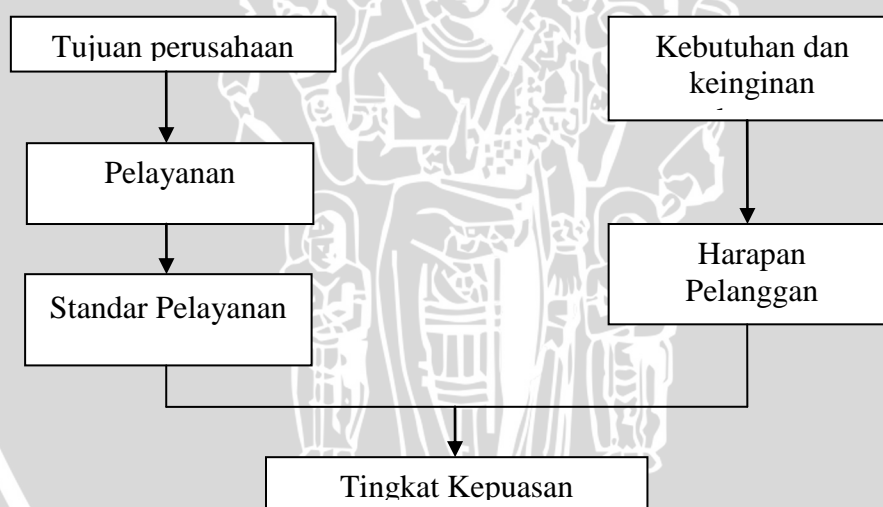 Tujuan perusahaan
Pelayanan
Standar Pelayanan
Kebutuhan dan
keinginan
Harapan
Pelanggan
Tingkat Kepuasan